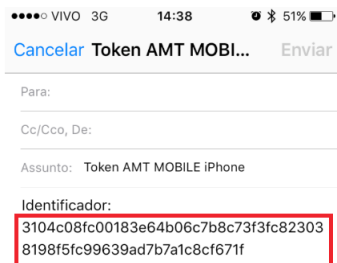 VIVO 3G 14:38 51%
Cancelar Token AMT MOBI... Enviar
Para:
Cc/Cco, De:
Assunto: Token AMT MOBILE iPhone
Identificador:
3104c08fc00183e64b06c7b8c73f3fc82303
8198f5fc99639ad7b7a1c8cf671f